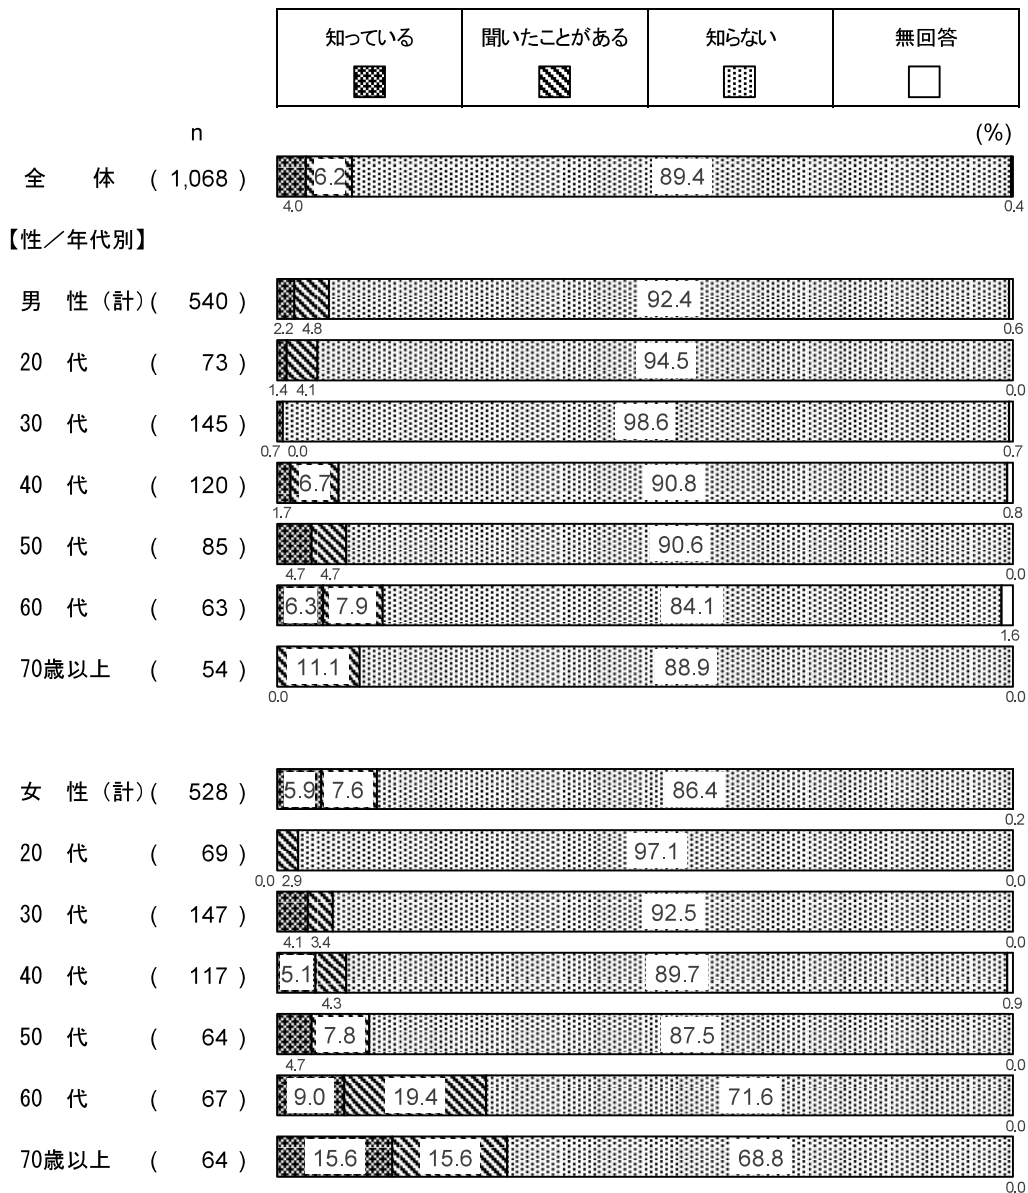 知っている 聞いたことがある 知らない 無回答
n (%)
全 体 ( 1,068 ) 6.2 89.4
4.0 0.4
【性／年代別】
男 性（計）( 540 ) 92.4
2.2 4.8 0.6
20 代 ( 73 ) 94.5
1.4 4.1 0.0
30 代 ( 145 ) 98.6
0.7 0.0 0.7
40 代 ( 120 ) 6.7 90.8
1.7 0.8
50 代 ( 85 ) 90.6
4.7 4.7 0.0
60 代 ( 63 ) 6.3 7.9 84.1
1.6
70歳以上 ( 54 ) 11.1 88.9
0.0 0.0
女 性（計）( 528 ) 5.9 7.6 86.4
0.2
20 代 ( 69 ) 97.1
0.0 2.9 0.0
30 代 ( 147 ) 92.5
4.1 3.4 0.0
40 代 ( 117 ) 5.1 89.7
4.3 0.9
50 代 ( 64 ) 7.8 87.5
4.7 0.0
60 代 ( 67 ) 9.0 19.4 71.6
0.0
70歳以上 ( 64 ) 15.6 15.6 68.8
0.0